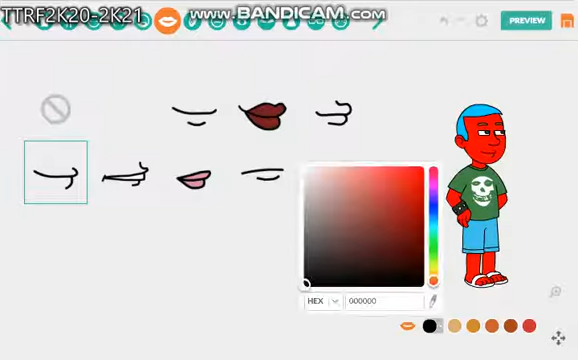 TTRF2K20-2K21
www.BANDICAM.com
PREVIEW
HEX
000000